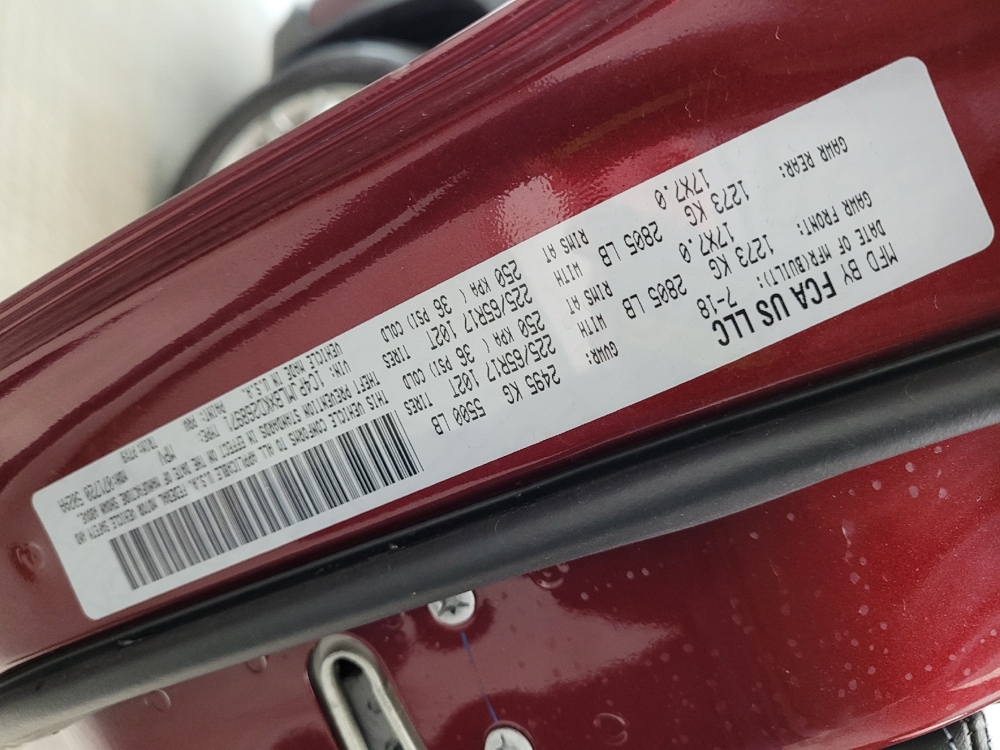 MFD BY FCA US LLC
DATE OF MFR(BUILT): 7-18 GVWR: 2495 KG 5500 LB
GAWR FRONT: 1273 KG 2805 LB WITH 225/65R17 102T TIRES
17X7.0 RIMS AT 250 KPA ( 36 PSI) COLD
GAWR REAR: 1273 KG 2805 LB WITH 225/65R17 102T TIRES
17X7.0 RIMS AT 250 KPA ( 36 PSI) COLD
THIS VEHICLE CONFORMS TO ALL APPLICABLE U.S.A. FEDERAL MOTOR VEHICLE SAFETY AND
THEFT PREVENTION STANDARDS IN EFFECT ON THE DATE OF MANUFACTURE SHOWN ABOVE.
VIN: TYPE: MPV
VEHICLE MADE IN U.S.A. PAINT: PRV TRIM: